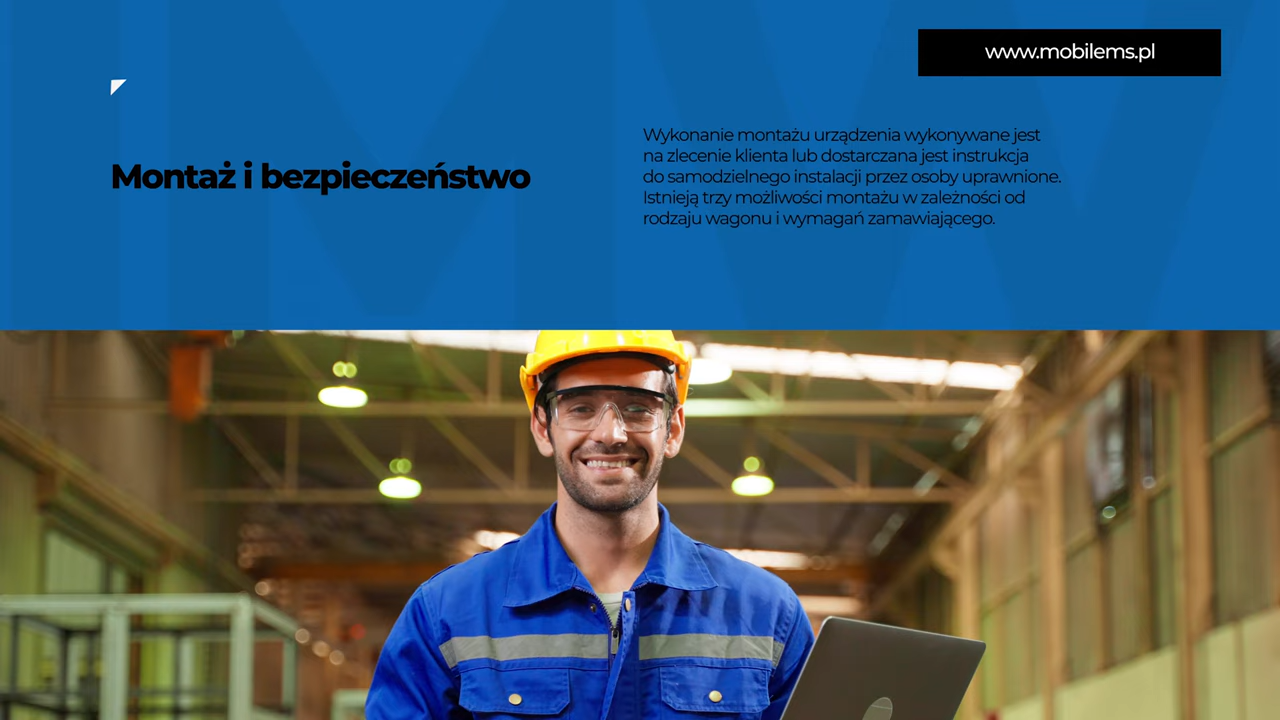 www.mobilems.pl
Montaż i bezpieczeństwo
Wykonanie montażu urządzenia wykonywane jest
na zlecenie klienta lub dostarczana jest instrukcja
do samodzielnego instalacji przez osoby uprawnione.
Istnieją trzy możliwości montażu w zależności od
rodzaju wagonu i wymagań zamawiającego.